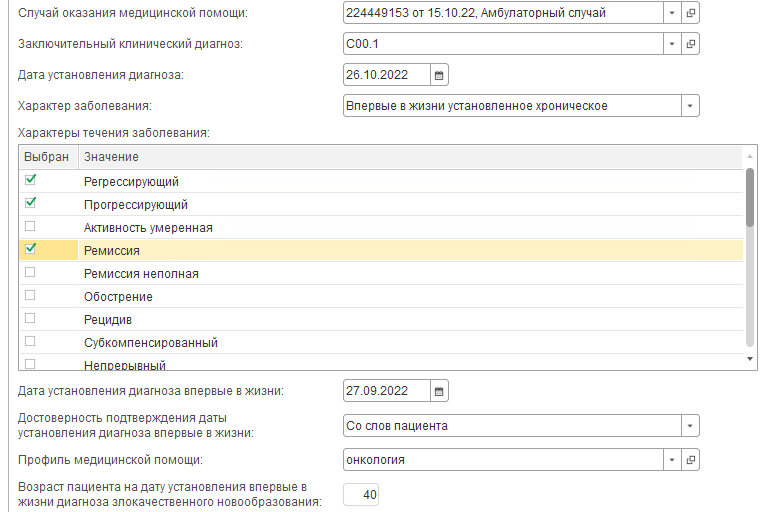 Случай оказания медицинской помощи: 224449153 от 15.10.22, Амбулаторный случай
Заключительный клинический диагноз: C00.1
Дата установления диагноза: 26.10.2022
Характер заболевания: Впервые в жизни установленное хроническое
Характеры течения заболевания:
Выбран Значение
Регрессирующий
Прогрессирующий
Активность умеренная
Ремиссия
Ремиссия неполная
Обострение
Рецидив
Субкомпенсированный
Непрерывный
Дата установления диагноза впервые в жизни: 27.09.2022
Достоверность подтверждения даты
установления диагноза впервые в жизни: Со слов пациента
Профиль медицинской помощи: онкология
Возраст пациента на дату установления впервые в
жизни диагноза злокачественного новообразования: 40